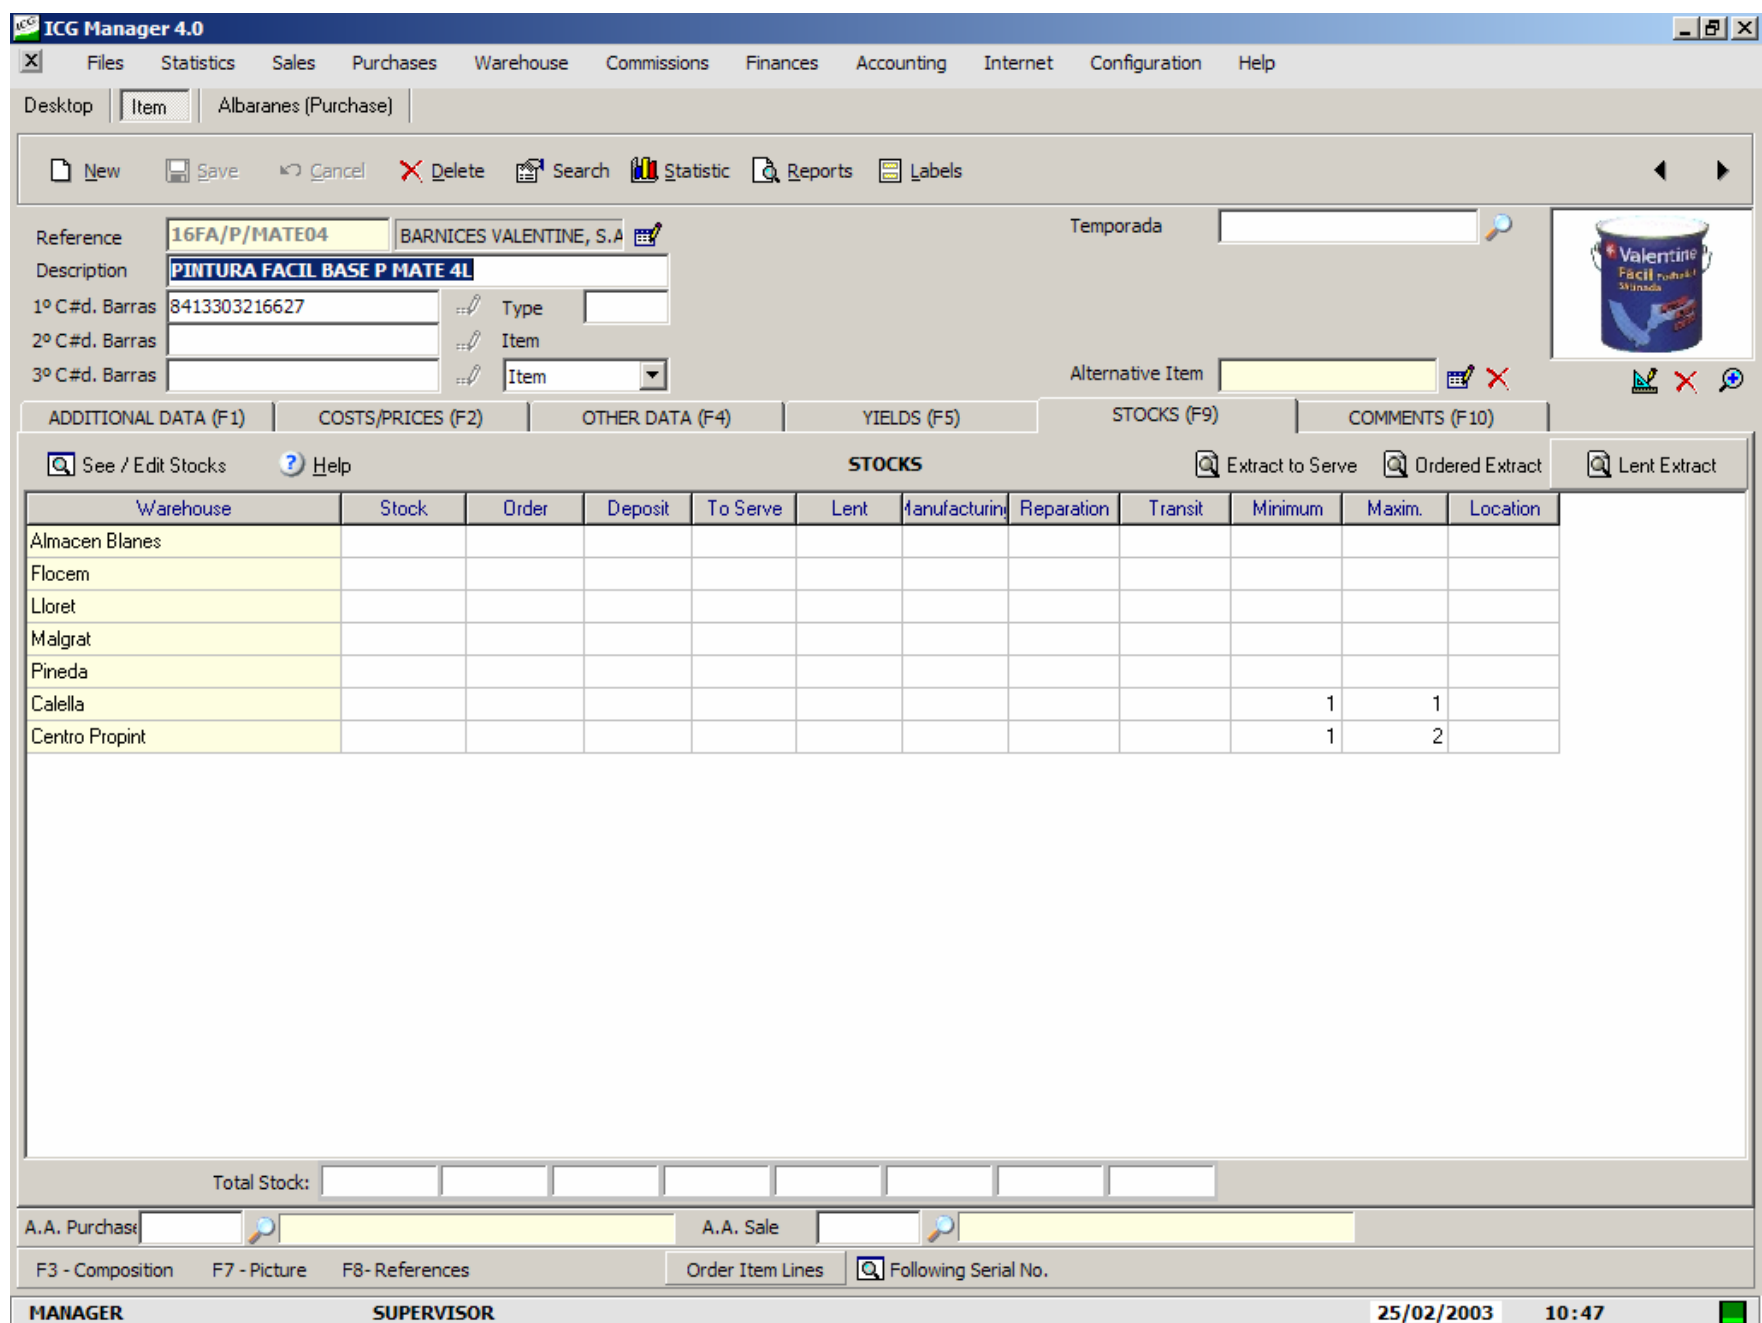 ICG Manager 4.0
X Files Statistics Sales Purchases Warehouse Commissions Finances Accounting Internet Configuration Help
Desktop Item Albaranes (Purchase)
New Save Cancel Delete Search Statistic Reports Labels
Reference 16FA/P/MATE04 BARNICES VALENTINE, S.A Temporada
Description PINTURA FACIL BASE P MATE 4L
1º C#d. Barras 8413303216627 Type
2º C#d. Barras Item
3º C#d. Barras Item Alternative Item
Valentine
Fácil
ADDITIONAL DATA (F1) COSTS/PRICES (F2) OTHER DATA (F4) YIELDS (F5) STOCKS (F9) COMMENTS (F10)
See / Edit Stocks Help STOCKS Extract to Serve Ordered Extract Lent Extract
Warehouse Stock Order Deposit To Serve Lent Manufacturing Reparation Transit Minimum Maxim. Location
Almacen Blanes
Flocem
Lloret
Malgrat
Pineda
Calella 1 1
Centro Propint 1 2
Total Stock:
A.A. Purchase A.A. Sale
F3 - Composition F7 - Picture F8- References Order Item Lines Following Serial No.
MANAGER SUPERVISOR 25/02/2003 10:47